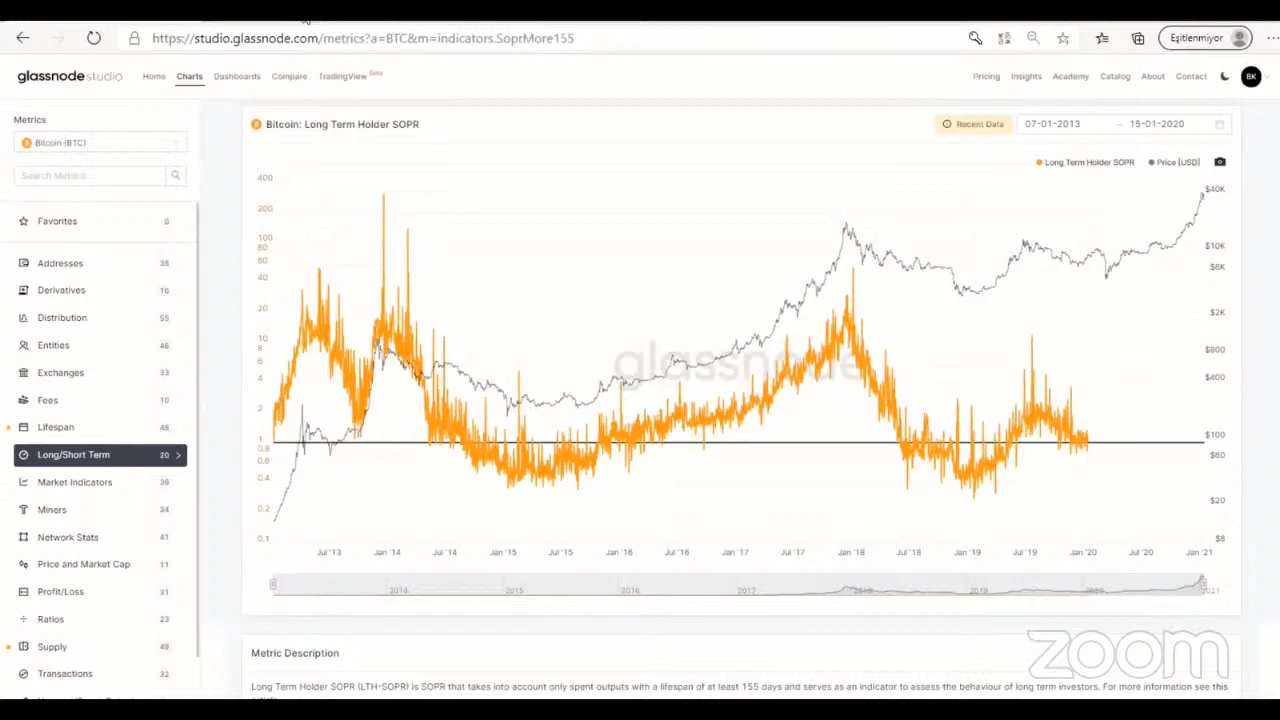 https://studio.glassnode.com/metrics?a=BTC&m=indicators.SoprMore155
Eşitlenmiyor
glassnodestudio
Home Charts Dashboards Compare TradingView Beta
Pricing Insights Academy Catalog About Contact BK
Metrics
Bitcoin (BTC)
Search Metric...
Favorites 0
Addresses 38
Derivatives 16
Distribution 55
Entities 46
Exchanges 33
Fees 10
Lifespan 48
Long/Short Term 20
Market Indicators 36
Miners 34
Network Stats 41
Price and Market Cap 11
Profit/Loss 31
Ratios 23
Supply 49
Transactions 32
Bitcoin: Long Term Holder SOPR
Recent Data 07-01-2013 → 15-01-2020
Long Term Holder SOPR Price [USD]
400
200
100
80
60
40
20
10
8
6
4
2
1
0.8
0.6
0.4
0.2
0.1
$40K
$10K
$6K
$2K
$800
$400
$100
$60
$20
$8
glassnode
Jul '13 Jan '14 Jul '14 Jan '15 Jul '15 Jan '16 Jul '16 Jan '17 Jul '17 Jan '18 Jul '18 Jan '19 Jul '19 Jan '20 Jul '20 Jan '21
2014 2015 2016 2017 2018 2019 2020 2021
Metric Description
Long Term Holder SOPR (LTH-SOPR) is SOPR that takes into account only spent outputs with a lifespan of at least 155 days and serves as an indicator to assess the behaviour of long term investors. For more information see this
zoom